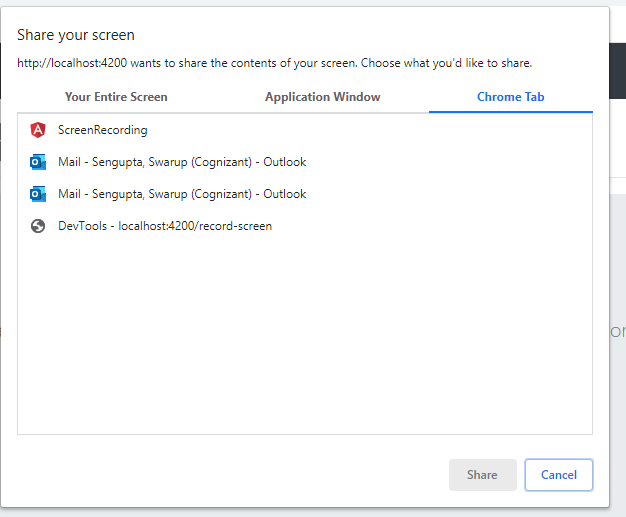 Share your screen
http://localhost:4200 wants to share the contents of your screen. Choose what you'd like to share.
Your Entire Screen Application Window Chrome Tab
ScreenRecording
Mail - Sengupta, Swarup (Cognizant) - Outlook
Mail - Sengupta, Swarup (Cognizant) - Outlook
DevTools - localhost:4200/record-screen
or
Share Cancel